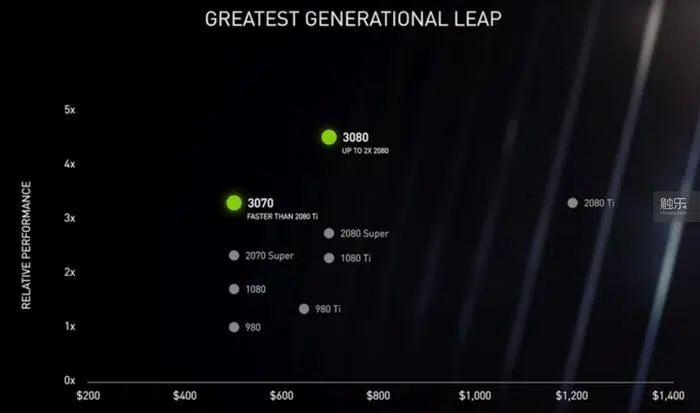 GREATEST GENERATIONAL LEAP
RELATIVE PERFORMANCE
5x
4x
3x
2x
1x
0x
3080
UP TO 2X 2080
3070
FASTER THAN 2080 Ti
2080 Ti
2080 Super
2070 Super
1080 Ti
1080
980 Ti
980
$200
$400
$600
$800
$1,000
$1,200
$1,400
触乐